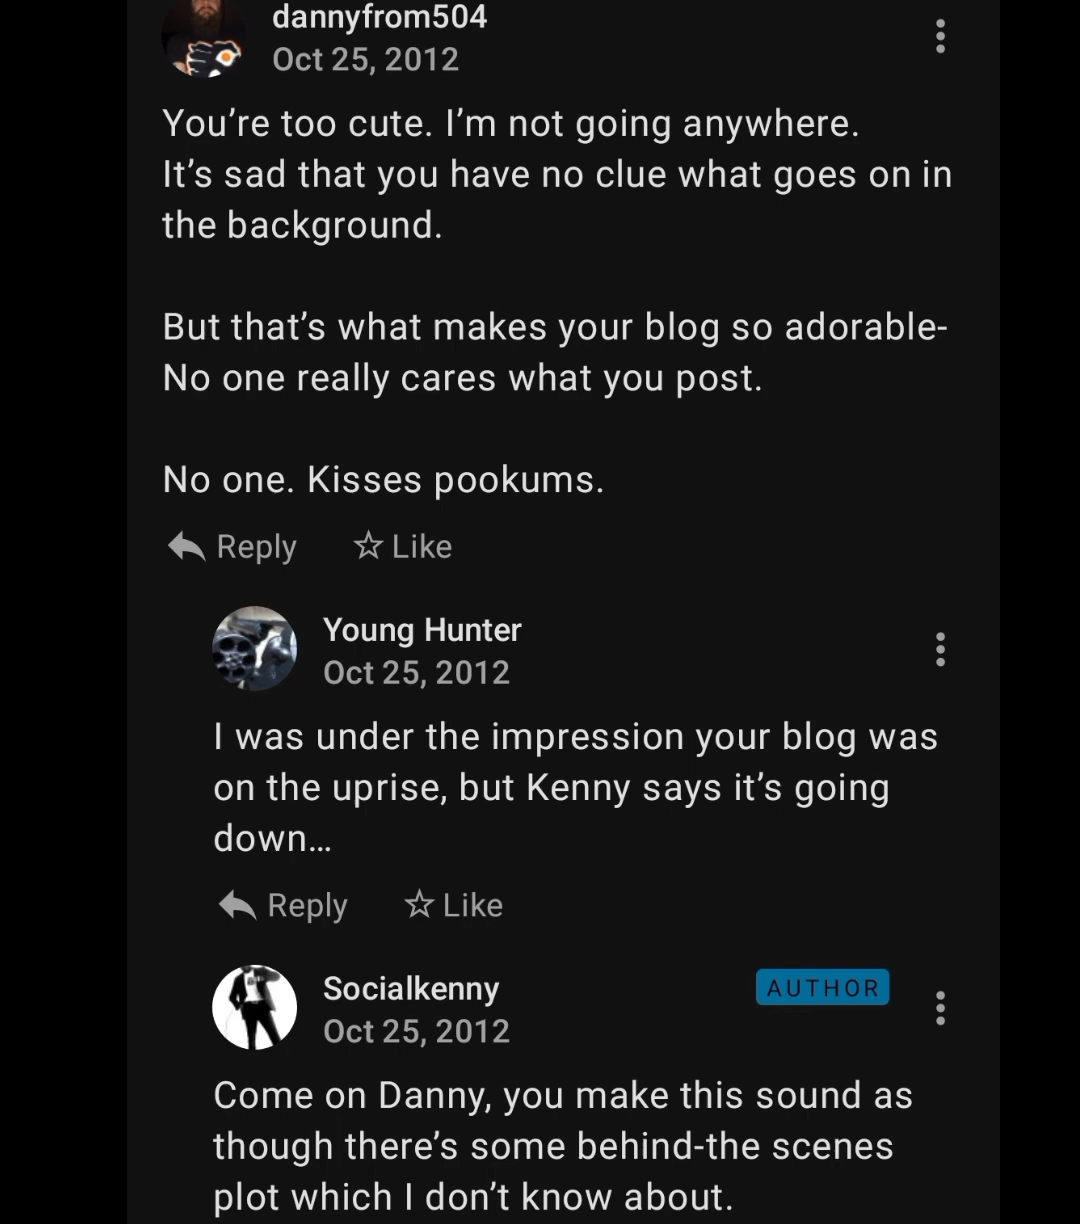 dannyfrom504
Oct 25, 2012
You’re too cute. I’m not going anywhere.
It’s sad that you have no clue what goes on in
the background.
But that’s what makes your blog so adorable-
No one really cares what you post.
No one. Kisses pookums.
Reply Like
Young Hunter
Oct 25, 2012
I was under the impression your blog was
on the uprise, but Kenny says it’s going
down…
Reply Like
Socialkenny AUTHOR
Oct 25, 2012
Come on Danny, you make this sound as
though there’s some behind-the scenes
plot which I don’t know about.